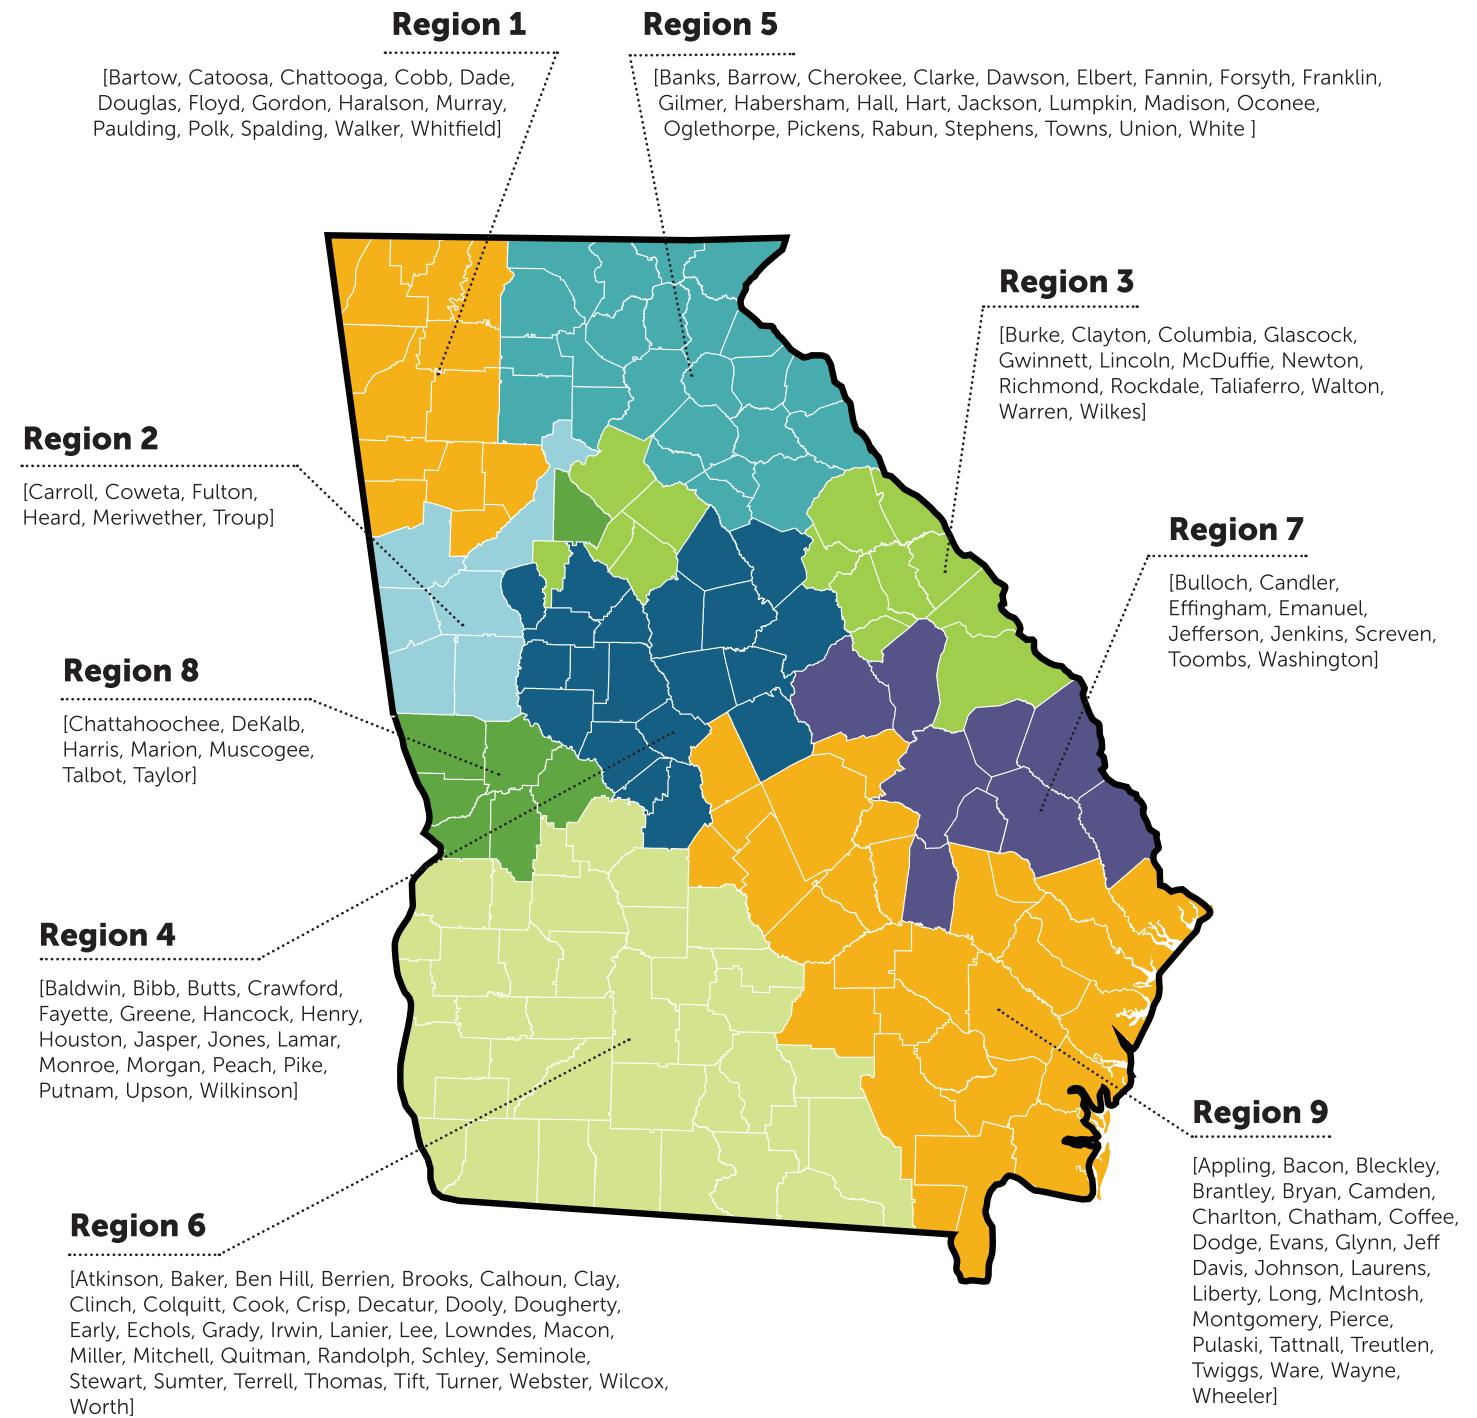 Region 1
[Bartow, Catoosa, Chattooga, Cobb, Dade,
Douglas, Floyd, Gordon, Haralson, Murray,
Paulding, Polk, Spalding, Walker, Whitfield]
Region 5
[Banks, Barrow, Cherokee, Clarke, Dawson, Elbert, Fannin, Forsyth, Franklin,
Gilmer, Habersham, Hall, Hart, Jackson, Lumpkin, Madison, Oconee,
Oglethorpe, Pickens, Rabun, Stephens, Towns, Union, White ]
Region 3
[Burke, Clayton, Columbia, Glascock,
Gwinnett, Lincoln, McDuffie, Newton,
Richmond, Rockdale, Taliaferro, Walton,
Warren, Wilkes]
Region 2
[Carroll, Coweta, Fulton,
Heard, Meriwether, Troup]
Region 7
[Bulloch, Candler,
Effingham, Emanuel,
Jefferson, Jenkins, Screven,
Toombs, Washington]
Region 8
[Chattahoochee, DeKalb,
Harris, Marion, Muscogee,
Talbot, Taylor]
Region 4
[Baldwin, Bibb, Butts, Crawford,
Fayette, Greene, Hancock, Henry,
Houston, Jasper, Jones, Lamar,
Monroe, Morgan, Peach, Pike,
Putnam, Upson, Wilkinson]
Region 9
[Appling, Bacon, Bleckley,
Brantley, Bryan, Camden,
Charlton, Chatham, Coffee,
Dodge, Evans, Glynn, Jeff
Davis, Johnson, Laurens,
Liberty, Long, McIntosh,
Montgomery, Pierce,
Pulaski, Tattnall, Treutlen,
Twiggs, Ware, Wayne,
Wheeler]
Region 6
[Atkinson, Baker, Ben Hill, Berrien, Brooks, Calhoun, Clay,
Clinch, Colquitt, Cook, Crisp, Decatur, Dooly, Dougherty,
Early, Echols, Grady, Irwin, Lanier, Lee, Lowndes, Macon,
Miller, Mitchell, Quitman, Randolph, Schley, Seminole,
Stewart, Sumter, Terrell, Thomas, Tift, Turner, Webster, Wilcox,
Worth]